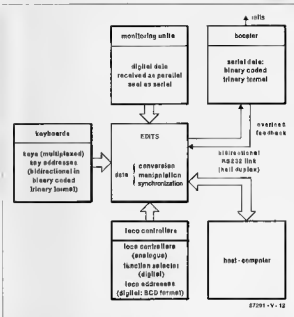 monitoring units
digital data
received as parallel
sent as serial
rails
booster
serial data:
binary coded
trinary format
overload
feedback
keyboards
keys (multiplexed)
key addresses
(bidirectional in
binary coded
trinary format)
EDITS
data
conversion
manipulation
synchronization
bidirectional
RS232 link
(half duplex)
loco controllers
loco controllers
(analogue)
function selector
(digital)
loco addresses
(digital: BCD format)
host-computer
87291-V-12